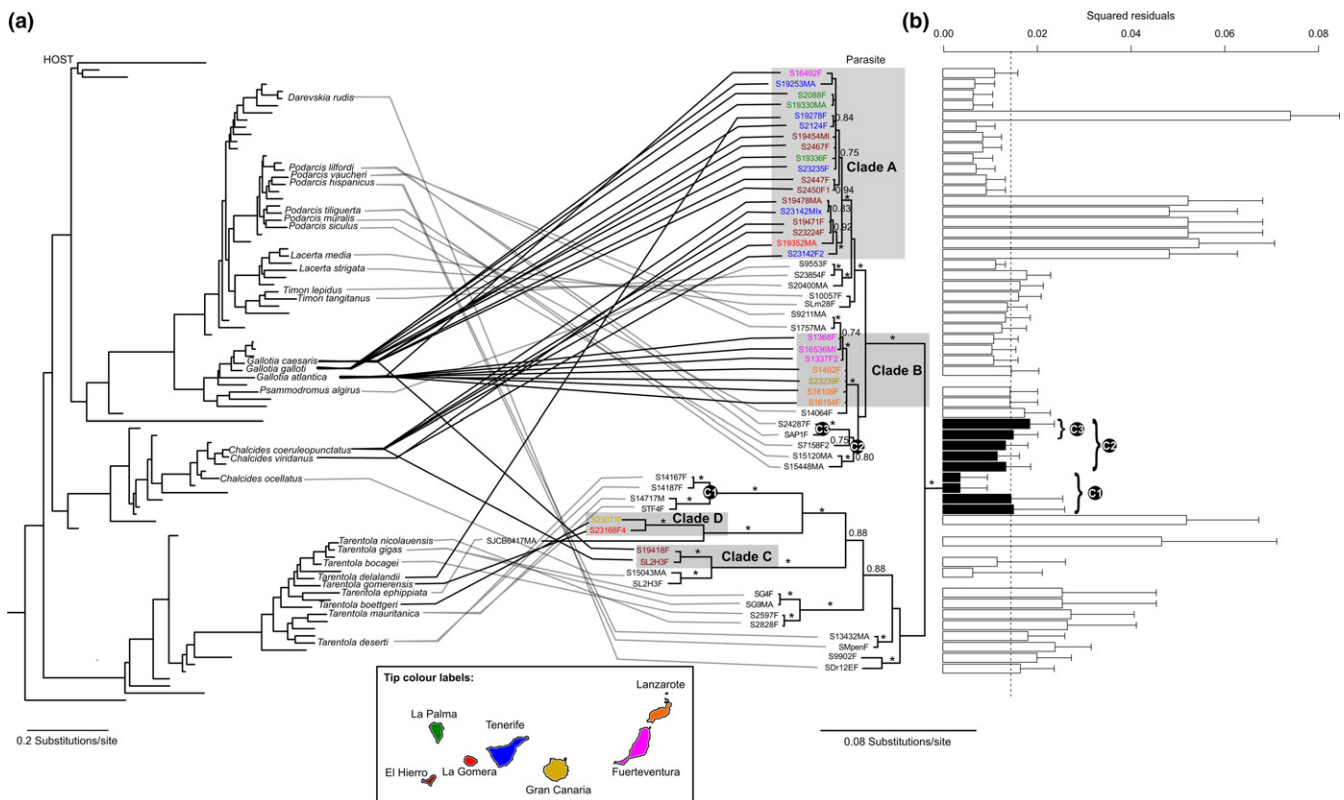 (a)
(b)
Squared residuals
0.00
0.02
0.04
0.06
0.08
HOST
Parasite
Darevskia rudis
Podarcis lilfordi
Podarcis vaucheri
Podarcis hispanicus
Podarcis tiliguerta
Podarcis muralis
Podarcis siculus
Lacerta media
Lacerta strigata
Timon lepidus
Timon tangitanus
Gallotia caesaris
Gallotia galloti
Gallotia atlantica
Psammodromus algirus
Chalcides coeruleopunctatus
Chalcides viridanus
Chalcides ocellatus
Tarentola nicolauensis
Tarentola gigas
Tarentola bocagei
Tarentola delalandii
Tarentola gomerensis
Tarentola ephippiata
Tarentola boettgeri
Tarentola mauritanica
Tarentola deserti
S16492F
S19253MA
S2088F
S19330MA
S19278F
0.84
S2124F
S19454MI
S2467F
0.75
S19336F
S23235F
Clade A
S2447F
S2450F1
0.94
S19478MA
S23142MIx
0.83
S19471F
0.92
S23224F
S19352MA
S23142F2
S9553F
S23854F
S20400MA
S10057F
SLm28F
S9211MA
S1757MA
0.74
S1368F
S16536MI
S1337F2
S1492F
Clade B
S23239F
S16108F
S16154F
S14064F
S24287F
SAP1F
C3
S7158F2
0.75
C2
S15120MA
0.80
S15448MA
C3
C2
C1
S14167F
S14187F
C1
S14717M
STF4F
S23071F
Clade D
S23168F4
SJCB6417MA
S19418F
0.88
SL2H3F
Clade C
S15043MA
SL2H3F
0.88
SG4F
SG9MA
S2597F
S2828F
S13432MA
SMpenF
S9902F
SDr12EF
Tip colour labels:
La Palma
Tenerife
Lanzarote
El Hierro
La Gomera
Gran Canaria
Fuerteventura
0.2 Substitutions/site
0.08 Substitutions/site